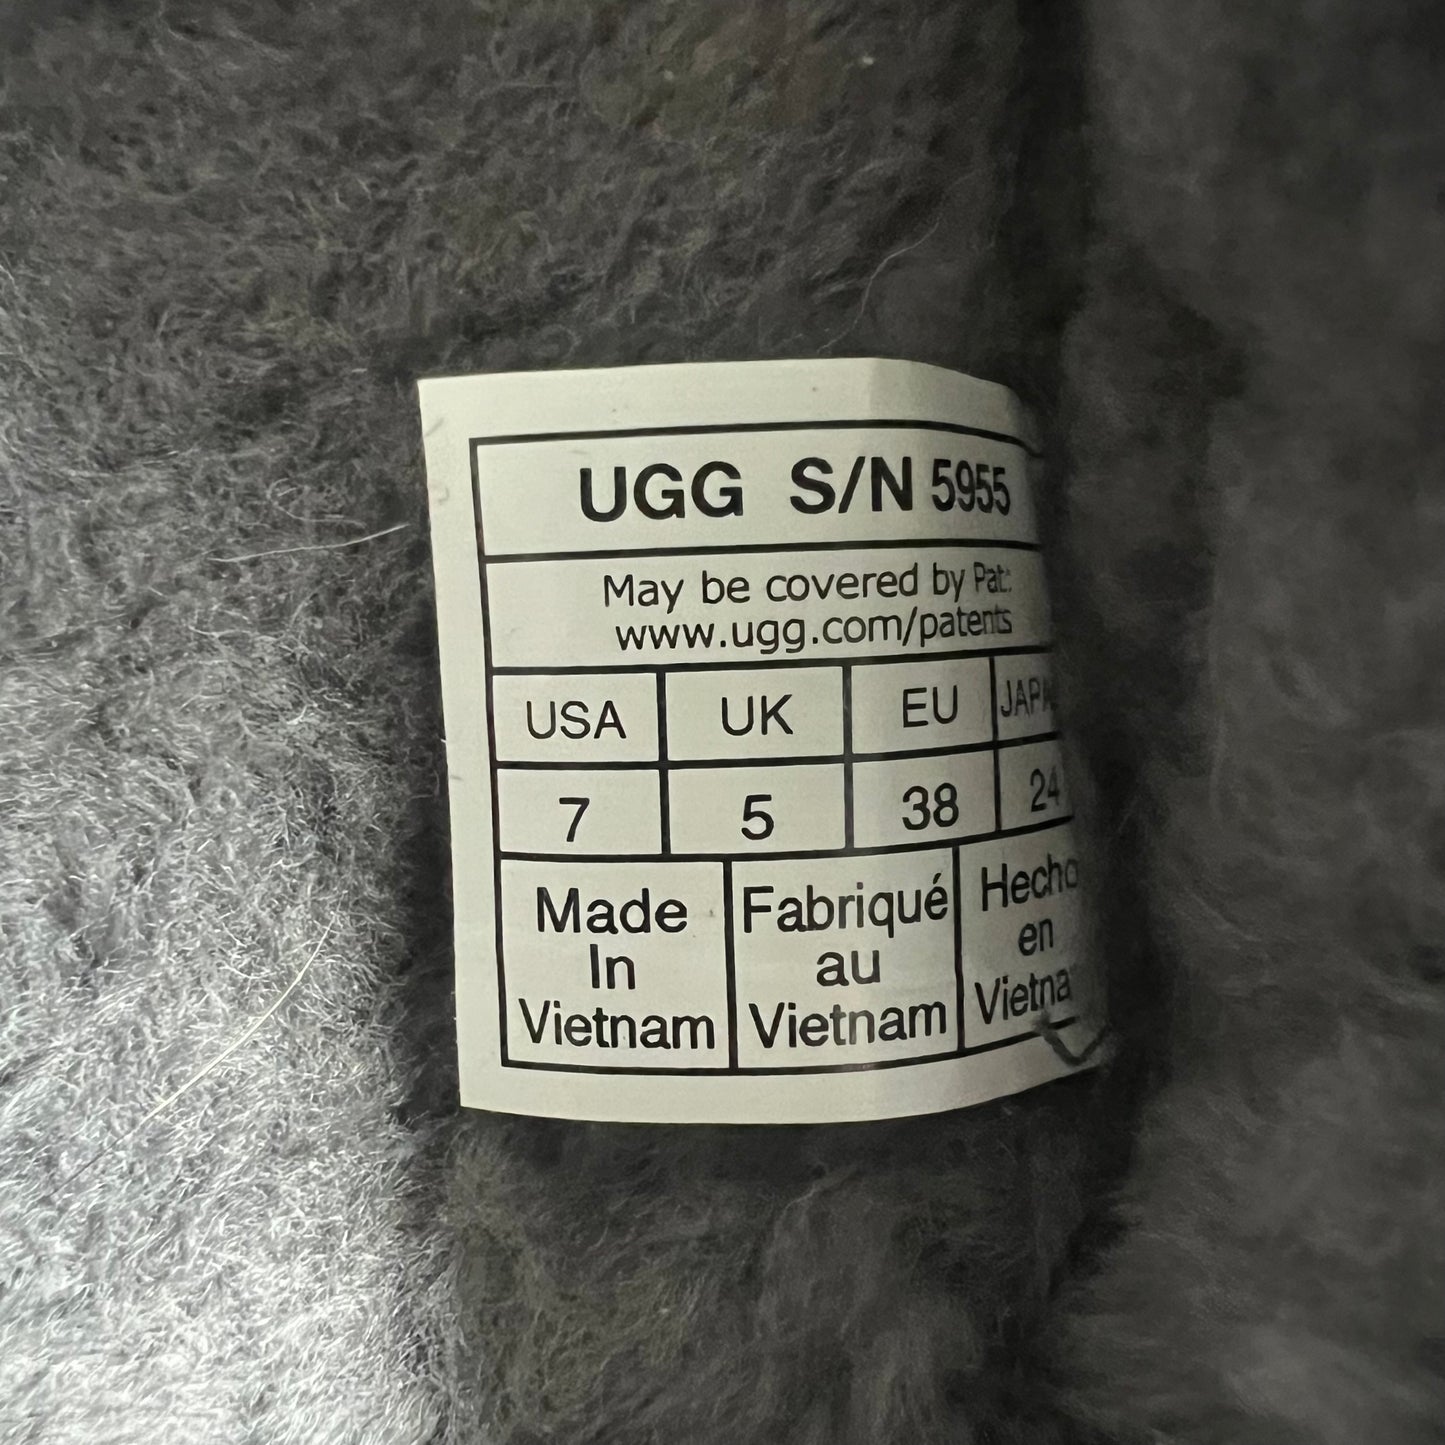 UGG S/N 5955
May be covered by Pat:
www.ugg.com/patents
USA UK EU
7 5 38 24
Made
In
Vietnam
Fabriqué
au
Vietnam
Hecho
en